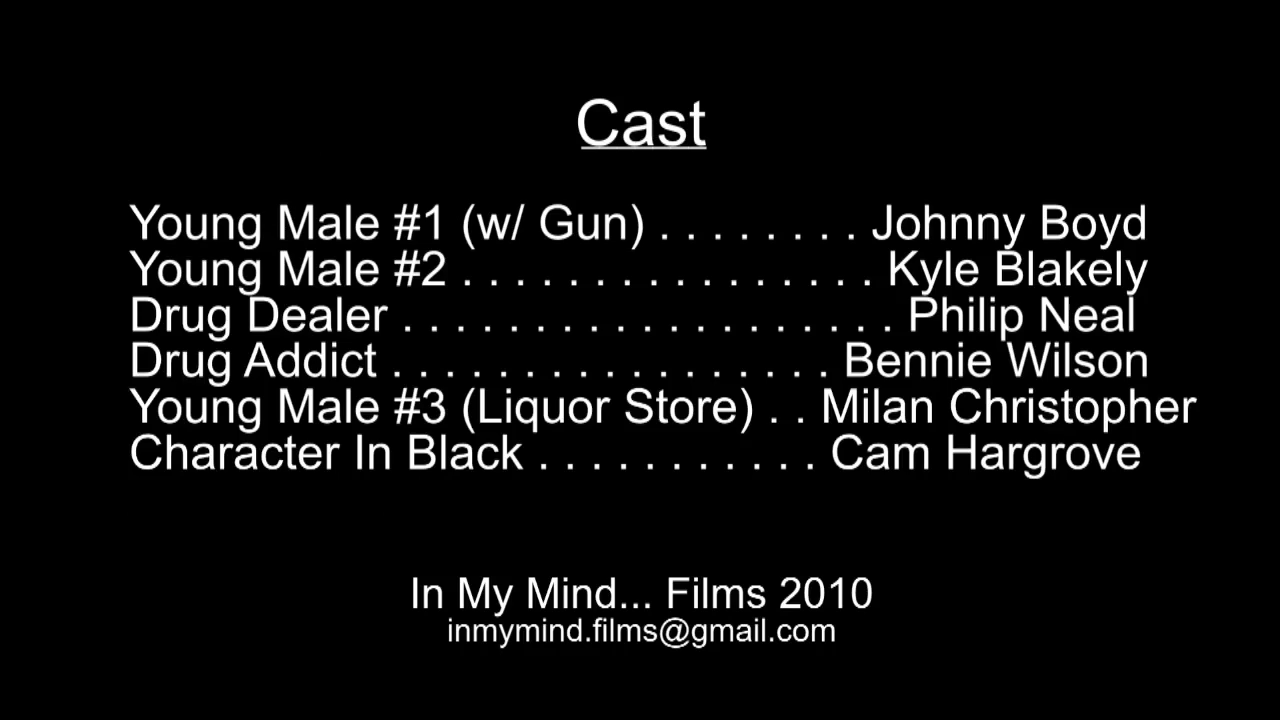 Cast
Young Male #1 (w/ Gun) . . . . . . . . Johnny Boyd
Young Male #2 . . . . . . . . . . . . . . . . Kyle Blakely
Drug Dealer . . . . . . . . . . . . . . . . . . . Philip Neal
Drug Addict . . . . . . . . . . . . . . . . . Bennie Wilson
Young Male #3 (Liquor Store) . . Milan Christopher
Character In Black . . . . . . . . . . . Cam Hargrove
In My Mind... Films 2010
inmymind.films@gmail.com